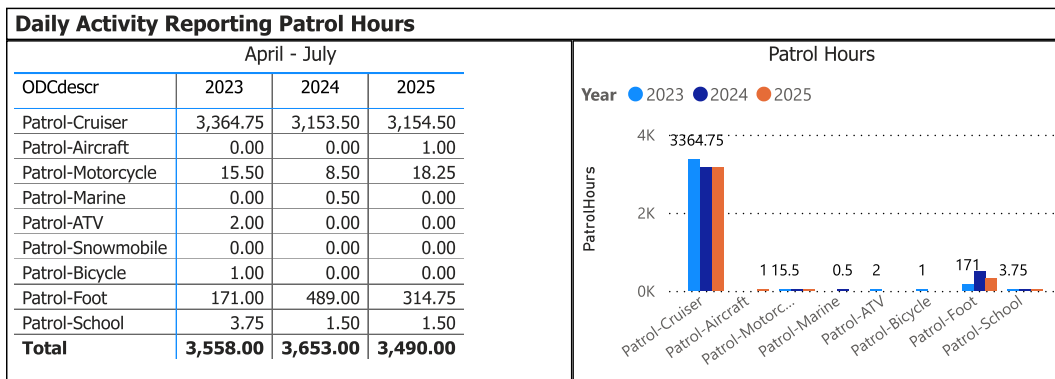 Daily Activity Reporting Patrol Hours
April - July
ODCdescr 2023 2024 2025
Patrol-Cruiser 3,364.75 3,153.50 3,154.50
Patrol-Aircraft 0.00 0.00 1.00
Patrol-Motorcycle 15.50 8.50 18.25
Patrol-Marine 0.00 0.50 0.00
Patrol-ATV 2.00 0.00 0.00
Patrol-Snowmobile 0.00 0.00 0.00
Patrol-Bicycle 1.00 0.00 0.00
Patrol-Foot 171.00 489.00 314.75
Patrol-School 3.75 1.50 1.50
Total 3,558.00 3,653.00 3,490.00
Patrol Hours
Year 2023 2024 2025
PatrolHours
4K
2K
0K
3364.75 1 15.5 0.5 2 1 171 3.75
Patrol-Cruiser Patrol-Aircraft Patrol-Motorc... Patrol-Marine Patrol-ATV Patrol-Bicycle Patrol-Foot Patrol-School